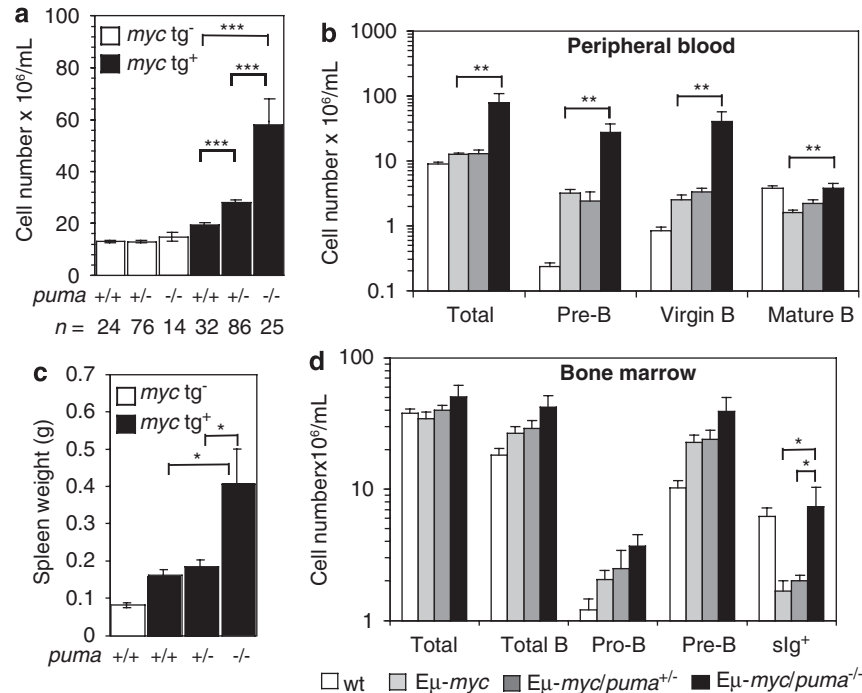 a
myc tg-
myc tg+
***
***
***
Cell number x 10⁶/mL
100
80
60
40
20
0
puma +/+ +/- -/- +/+ +/- -/-
n = 24 76 14 32 86 25
b
Peripheral blood
**
**
**
**
Cell number x 10⁶/mL
1000
100
10
1
0.1
Total Pre-B Virgin B Mature B
c
myc tg-
myc tg+
*
*
Spleen weight (g)
0.7
0.6
0.5
0.4
0.3
0.2
0.1
0
puma +/+ +/+ +/- -/-
d
Bone marrow
*
*
Cell numberx10⁶/mL
100
10
1
Total Total B Pro-B Pre-B sIg⁺
wt Eμ-myc Eμ-myc/puma⁺/⁻ Eμ-myc/puma⁻/⁻